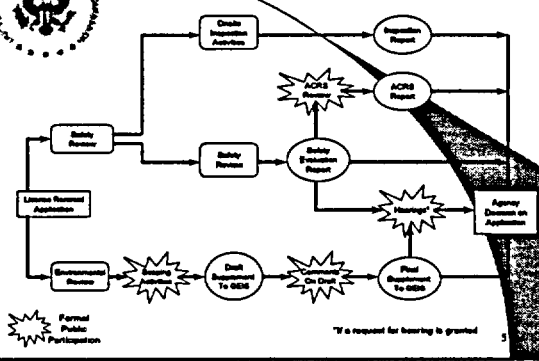 Onsite
Inspection
Activities
Inspection
Report
ACRS
Review
ACRS
Report
Safety
Review
Safety
Review
Safety
Evaluation
Report
License Renewal
Application
Hearings*
Agency
Decision on
Application
Environmental
Review
Scoping
Activities
Draft
Supplement
To GEIS
Comments
On Draft
Final
Supplement
To GEIS
Formal
Public
Participation
*If a request for hearing is granted
5